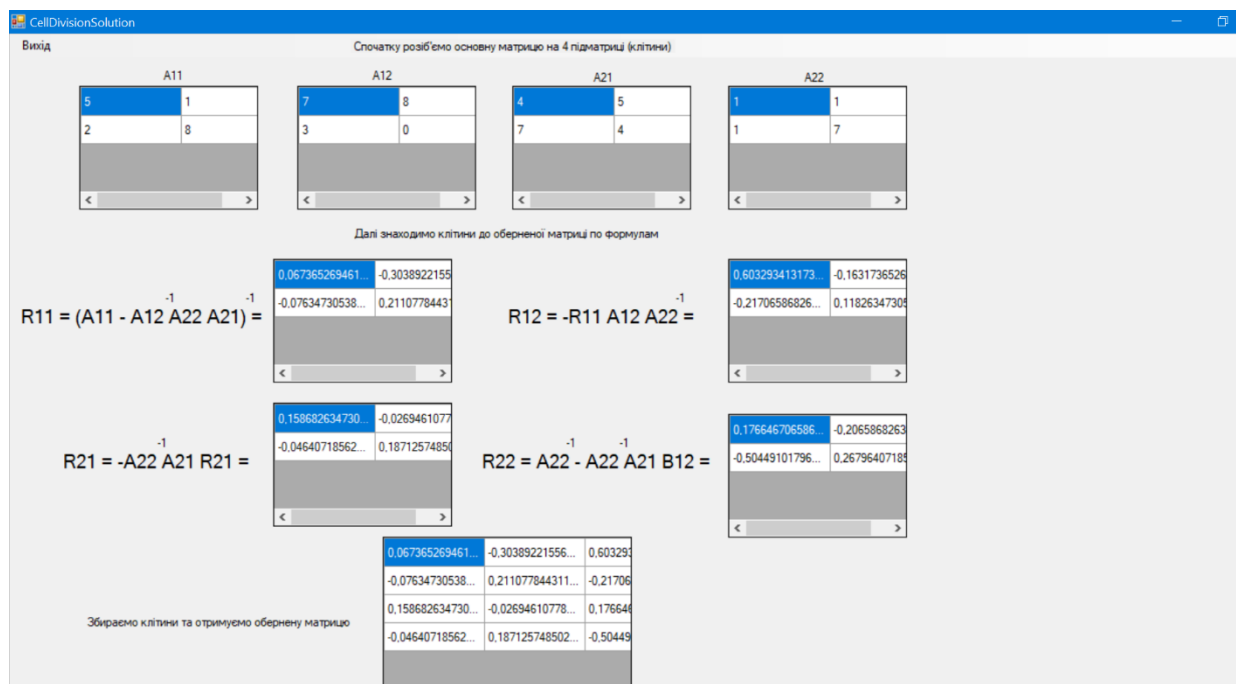 CellDivisionSolution
Вихід
Спочатку розіб'ємо основну матрицю на 4 підматриці (клітини)
A11 A12 A21 A22
5 1 7 8 4 5 1 1
2 8 3 0 7 4 1 7
Далі знаходимо клітини до оберненої матриці по формулам
-1 -1
R11 = (A11 - A12 A22 A21) =
0,067365269461... -0,3038922155
-0,07634730538... 0,2110778443
-1
R12 = -R11 A12 A22 =
0,603293413173... -0,1631736526
-0,21706586826... 0,1182634730
-1
R21 = -A22 A21 R21 =
0,158682634730... -0,0269461077
-0,04640718562... 0,1871257485
-1 -1
R22 = A22 - A22 A21 B12 =
0,176646706586... -0,2065868263
-0,50449101796... 0,2679640718
Збираємо клітини та отримуємо обернену матрицю
0,067365269461... -0,30389221556... 0,60329
-0,07634730538... 0,211077844311... -0,21706
0,158682634730... -0,02694610778... 0,17664
-0,04640718562... 0,187125748502... -0,50449